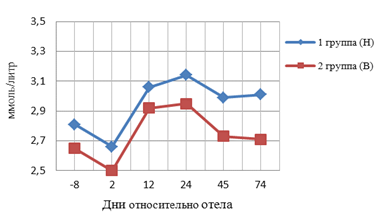 3,5
3,3
3,1
2,9
2,7
2,5
ммоль/литр
-8 2 12 24 45 74
Дни относительно отела
1 группа (Н)
2 группа (В)